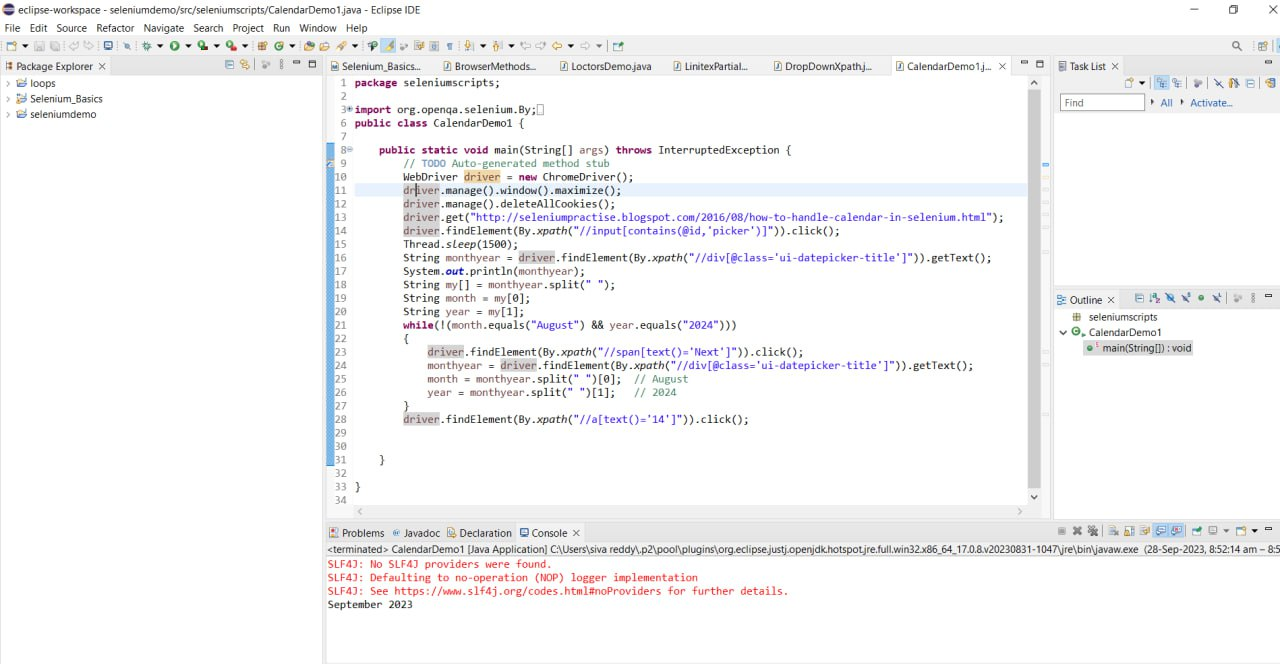 eclipse-workspace - seleniumdemo/src/seleniumscripts/CalendarDemo1.java - Eclipse IDE
File Edit Source Refactor Navigate Search Project Run Window Help
Package Explorer
loops
Selenium_Basics
seleniumdemo
Selenium_Basics... BrowserMethods... LoctorsDemo.java LinitexPartial... DropDownXpath.j... CalendarDemo1.j...
1 package seleniumscripts;
2
3 import org.openqa.selenium.By;
6 public class CalendarDemo1 {
7
8 public static void main(String[] args) throws InterruptedException {
9 // TODO Auto-generated method stub
10 WebDriver driver = new ChromeDriver();
11 driver.manage().window().maximize();
12 driver.manage().deleteAllCookies();
13 driver.get("http://seleniumpractise.blogspot.com/2016/08/how-to-handle-calendar-in-selenium.html");
14 driver.findElement(By.xpath("//input[contains(@id,'picker')]")).click();
15 Thread.sleep(1500);
16 String monthyear = driver.findElement(By.xpath("//div[@class='ui-datepicker-title']")).getText();
17 System.out.println(monthyear);
18 String my[] = monthyear.split(" ");
19 String month = my[0];
20 String year = my[1];
21 while(!(month.equals("August") && year.equals("2024")))
22 {
23 driver.findElement(By.xpath("//span[text()='Next']")).click();
24 monthyear = driver.findElement(By.xpath("//div[@class='ui-datepicker-title']")).getText();
25 month = monthyear.split(" ")[0]; // August
26 year = monthyear.split(" ")[1]; // 2024
27 }
28 driver.findElement(By.xpath("//a[text()='14']")).click();
29
30
31 }
32
33 }
34
Task List
Find All Activate...
Outline
seleniumscripts
CalendarDemo1
main(String[]) : void
Problems Javadoc Declaration Console
<terminated> CalendarDemo1 [Java Application] C:\Users\siva reddy\.p2\pool\plugins\org.eclipse.justj.openjdk.hotspot.jre.full.win32.x86_64_17.0.8.v20230831-1047\jre\bin\javaw.exe (28-Sep-2023, 8:52:14 am – 8:5
SLF4J: No SLF4J providers were found.
SLF4J: Defaulting to no-operation (NOP) logger implementation
SLF4J: See https://www.slf4j.org/codes.html#noProviders for further details.
September 2023